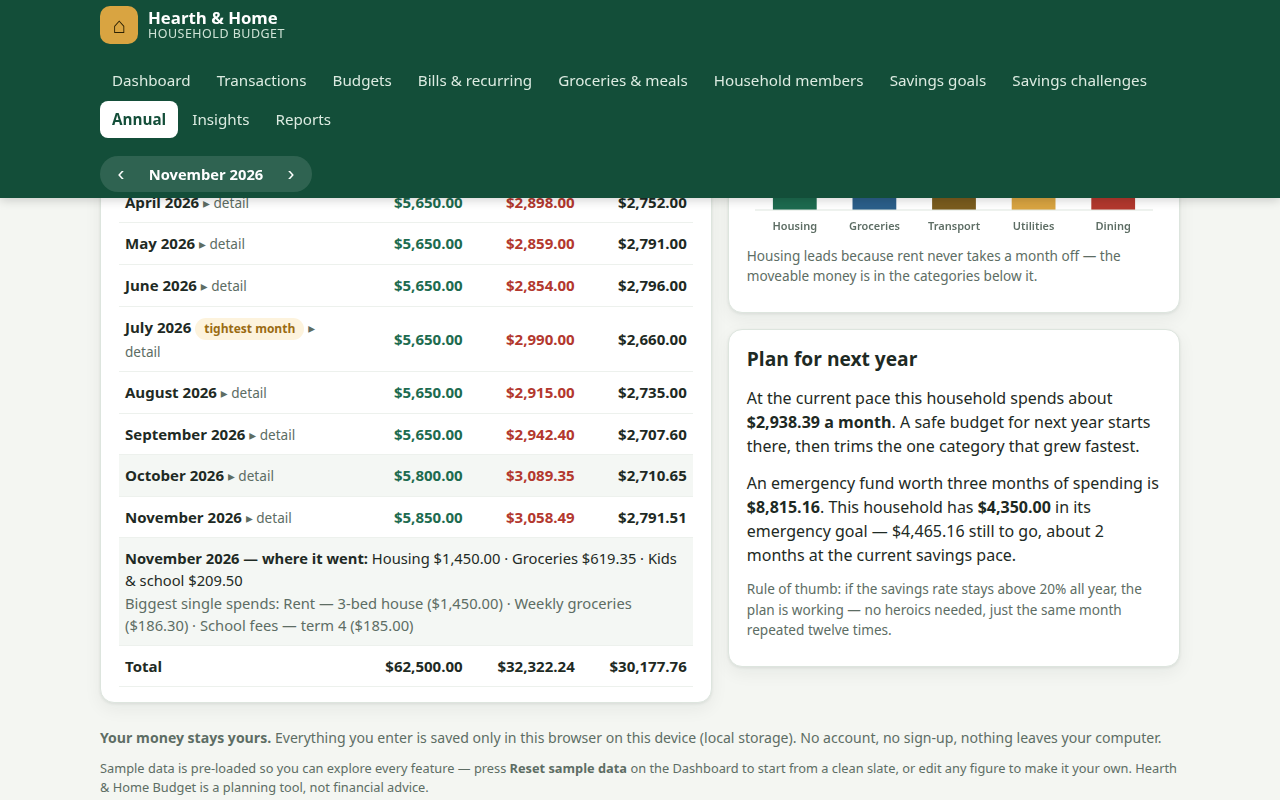 Hearth & Home
HOUSEHOLD BUDGET
Dashboard Transactions Budgets Bills & recurring Groceries & meals Household members Savings goals Savings challenges
Annual Insights Reports
‹ November 2026 ›
April 2026 ▸ detail $5,650.00 $2,898.00 $2,752.00
May 2026 ▸ detail $5,650.00 $2,859.00 $2,791.00
June 2026 ▸ detail $5,650.00 $2,854.00 $2,796.00
July 2026 tightest month ▸
detail $5,650.00 $2,990.00 $2,660.00
August 2026 ▸ detail $5,650.00 $2,915.00 $2,735.00
September 2026 ▸ detail $5,650.00 $2,942.40 $2,707.60
October 2026 ▸ detail $5,800.00 $3,089.35 $2,710.65
November 2026 ▸ detail $5,850.00 $3,058.49 $2,791.51
November 2026 — where it went: Housing $1,450.00 · Groceries $619.35 · Kids
& school $209.50
Biggest single spends: Rent — 3-bed house ($1,450.00) · Weekly groceries
($186.30) · School fees — term 4 ($185.00)
Total $62,500.00 $32,322.24 $30,177.76
Housing Groceries Transport Utilities Dining
Housing leads because rent never takes a month off — the
moveable money is in the categories below it.
Plan for next year
At the current pace this household spends about
$2,938.39 a month. A safe budget for next year starts
there, then trims the one category that grew fastest.
An emergency fund worth three months of spending is
$8,815.16. This household has $4,350.00 in its
emergency goal — $4,465.16 still to go, about 2
months at the current savings pace.
Rule of thumb: if the savings rate stays above 20% all year, the
plan is working — no heroics needed, just the same month
repeated twelve times.
Your money stays yours. Everything you enter is saved only in this browser on this device (local storage). No account, no sign-up, nothing leaves your computer.
Sample data is pre-loaded so you can explore every feature — press Reset sample data on the Dashboard to start from a clean slate, or edit any figure to make it your own. Hearth
& Home Budget is a planning tool, not financial advice.